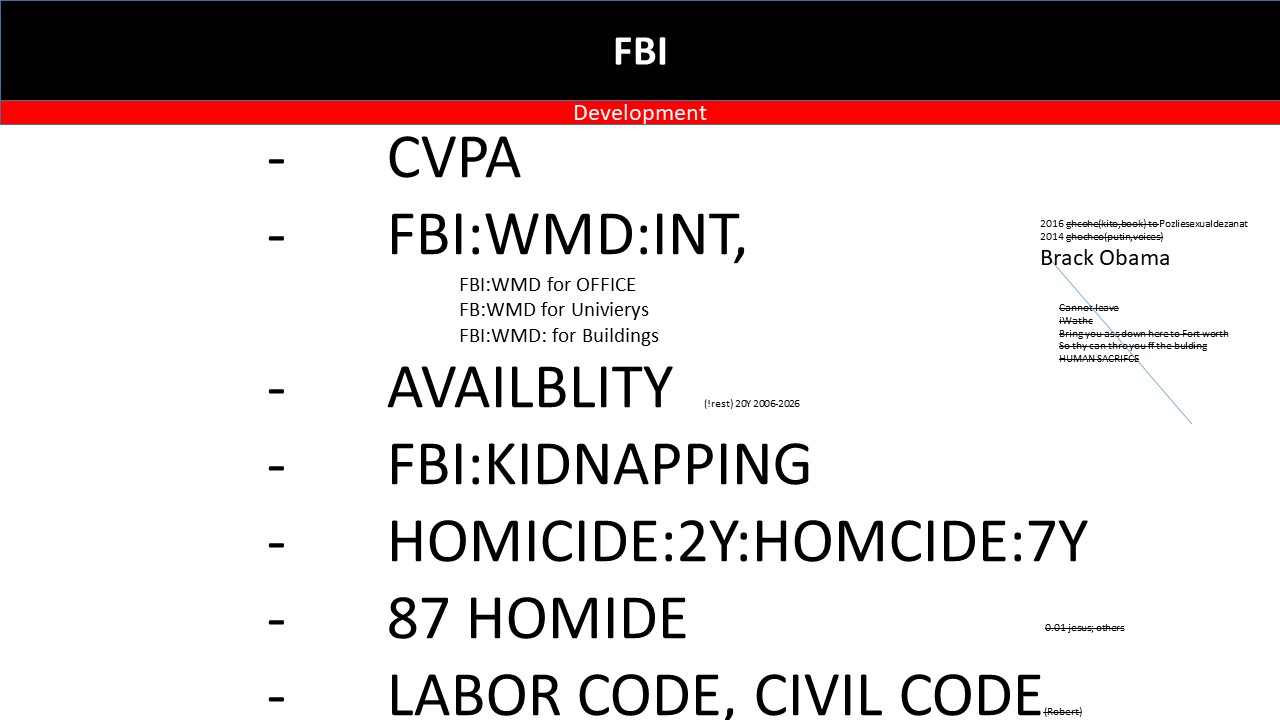 FBI
Development
- CVPA
- FBI:WMD:INT,
FBI:WMD for OFFICE
FB:WMD for Univierys
FBI:WMD: for Buildings
- AVAILBLITY (!rest) 20Y 2006-2026
- FBI:KIDNAPPING
- HOMICIDE:2Y:HOMCIDE:7Y
- 87 HOMIDE
- LABOR CODE, CIVIL CODE (Robert)
2016 ghcohe(kito,book) to Pozliesexualdezanat
2014 ghocheo(putin,voices)
Brack Obama
Cannot leave
iWathc
Bring you ass down here to Fort worth
So thy can thro you ff the bulding
HUMAN SACRIFCE
0.01 jesus; others